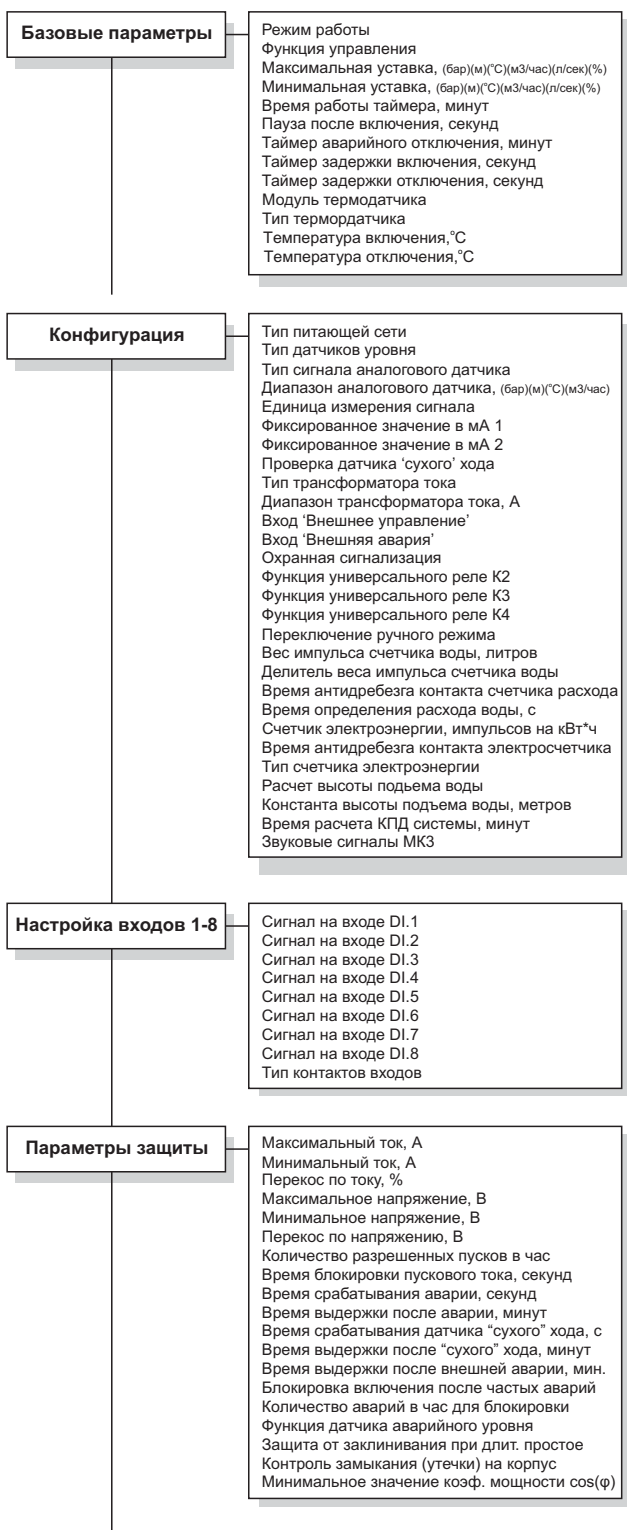 Базовые параметры
Режим работы
Функция управления
Максимальная уставка, (бар)(м)(°С)(м3/час)(л/сек)(%)
Минимальная уставка, (бар)(м)(°С)(м3/час)(л/сек)(%)
Время работы таймера, минут
Пауза после включения, секунд
Таймер аварийного отключения, минут
Таймер задержки включения, секунд
Таймер задержки отключения, секунд
Модуль термодатчика
Тип термордатчика
Температура включения,°С
Температура отключения,°С
Конфигурация
Тип питающей сети
Тип датчиков уровня
Тип сигнала аналогового датчика
Диапазон аналогового датчика, (бар)(м)(°С)(м3/час)
Единица измерения сигнала
Фиксированное значение в мА 1
Фиксированное значение в мА 2
Проверка датчика ‘сухого’ хода
Тип трансформатора тока
Диапазон трансформатора тока, А
Вход ‘Внешнее управление’
Вход ‘Внешняя авария’
Охранная сигнализация
Функция универсального реле К2
Функция универсального реле К3
Функция универсального реле К4
Переключение ручного режима
Вес импульса счетчика воды, литров
Делитель веса импульса счетчика воды
Время антидребезга контакта счетчика расхода
Время определения расхода воды, с
Счетчик электроэнергии, импульсов на кВт*ч
Время антидребезга контакта электросчетчика
Тип счетчика электроэнергии
Расчет высоты подьема воды
Константа высоты подъема воды, метров
Время расчета КПД системы, минут
Звуковые сигналы МК3
Настройка входов 1-8
Сигнал на входе DI.1
Сигнал на входе DI.2
Сигнал на входе DI.3
Сигнал на входе DI.4
Сигнал на входе DI.5
Сигнал на входе DI.6
Сигнал на входе DI.7
Сигнал на входе DI.8
Тип контактов входов
Параметры защиты
Максимальный ток, А
Минимальный ток, А
Перекос по току, %
Максимальное напряжение, В
Минимальное напряжение, В
Перекос по напряжению, В
Количество разрешенных пусков в час
Время блокировки пускового тока, секунд
Время срабатывания аварии, секунд
Время выдержки после аварии, минут
Время срабатывания датчика “сухого” хода, с
Время выдержки после “сухого” хода, минут
Время выдержки после внешней аварии, мин.
Блокировка включения после частых аварий
Количество аварий в час для блокировки
Функция датчика аварийного уровня
Защита от заклинивания при длит. простое
Контроль замыкания (утечки) на корпус
Минимальное значение коэф. мощности cos(φ)